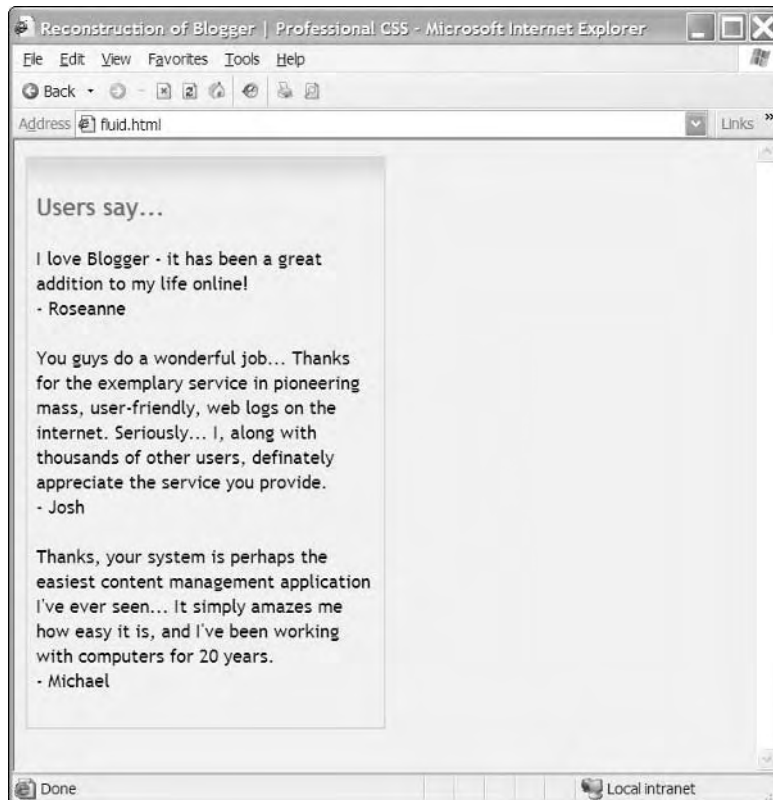 Reconstruction of Blogger | Professional CSS - Microsoft Internet Explorer
File Edit View Favorites Tools Help
Back
Address fluid.html Links »
Users say...
I love Blogger - it has been a great
addition to my life online!
- Roseanne
You guys do a wonderful job... Thanks
for the exemplary service in pioneering
mass, user-friendly, web logs on the
internet. Seriously... I, along with
thousands of other users, definately
appreciate the service you provide.
- Josh
Thanks, your system is perhaps the
easiest content management application
I've ever seen... It simply amazes me
how easy it is, and I've been working
with computers for 20 years.
- Michael
Done Local intranet